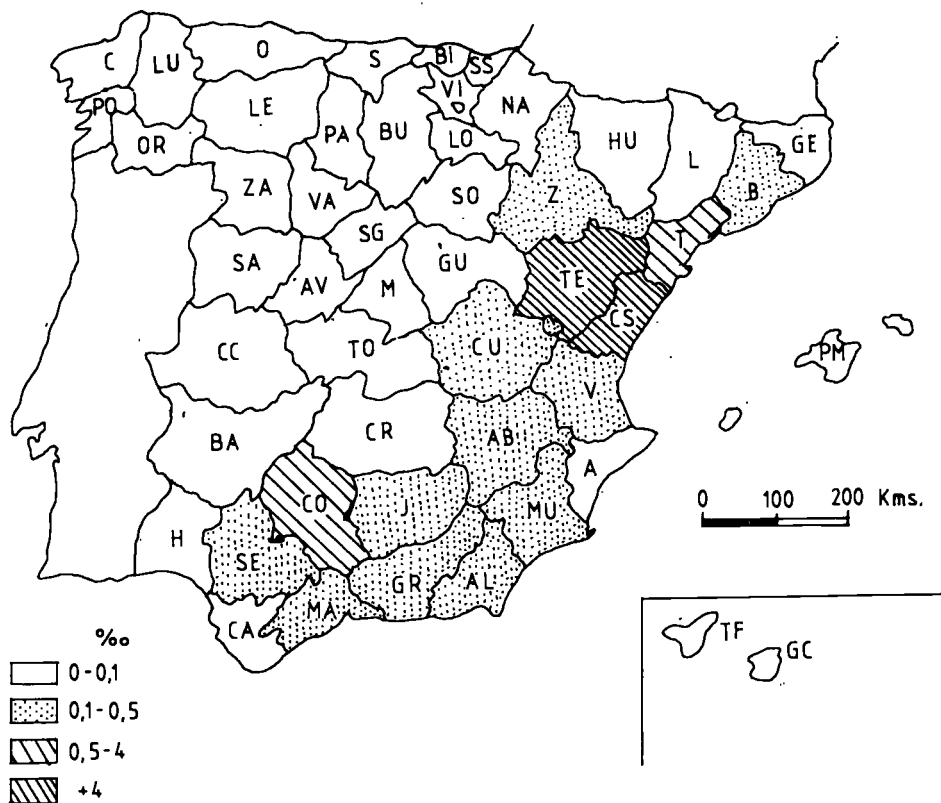 C
LU
O
S
BI
SS
PO
OR
LE
PA
BU
VI
LO
NA
HU
L
GE
B
ZA
VA
SO
Z
T
SG
SA
AV
M
GU
TE
CS
CC
TO
CU
PM
V
BA
CR
AB
A
CO
J
MU
H
SE
GR
AL
MA
CA
0 100 200 Kms.
TF
GC
‰
0-0,1
0,1-0,5
0,5-4
+4